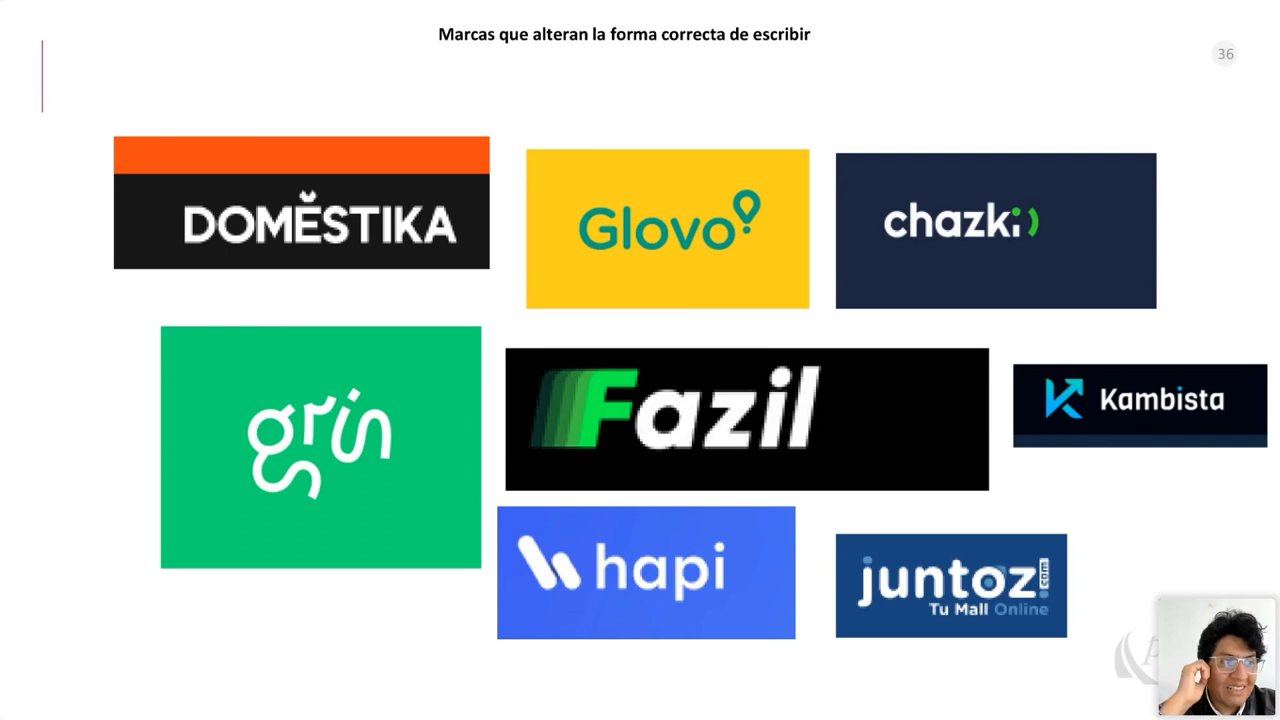 Marcas que alteran la forma correcta de escribir
36
DOMĚSTIKA
Glovo
chazki
grin
Fazil
Kambista
hapi
juntoz.com
Tu Mall Online